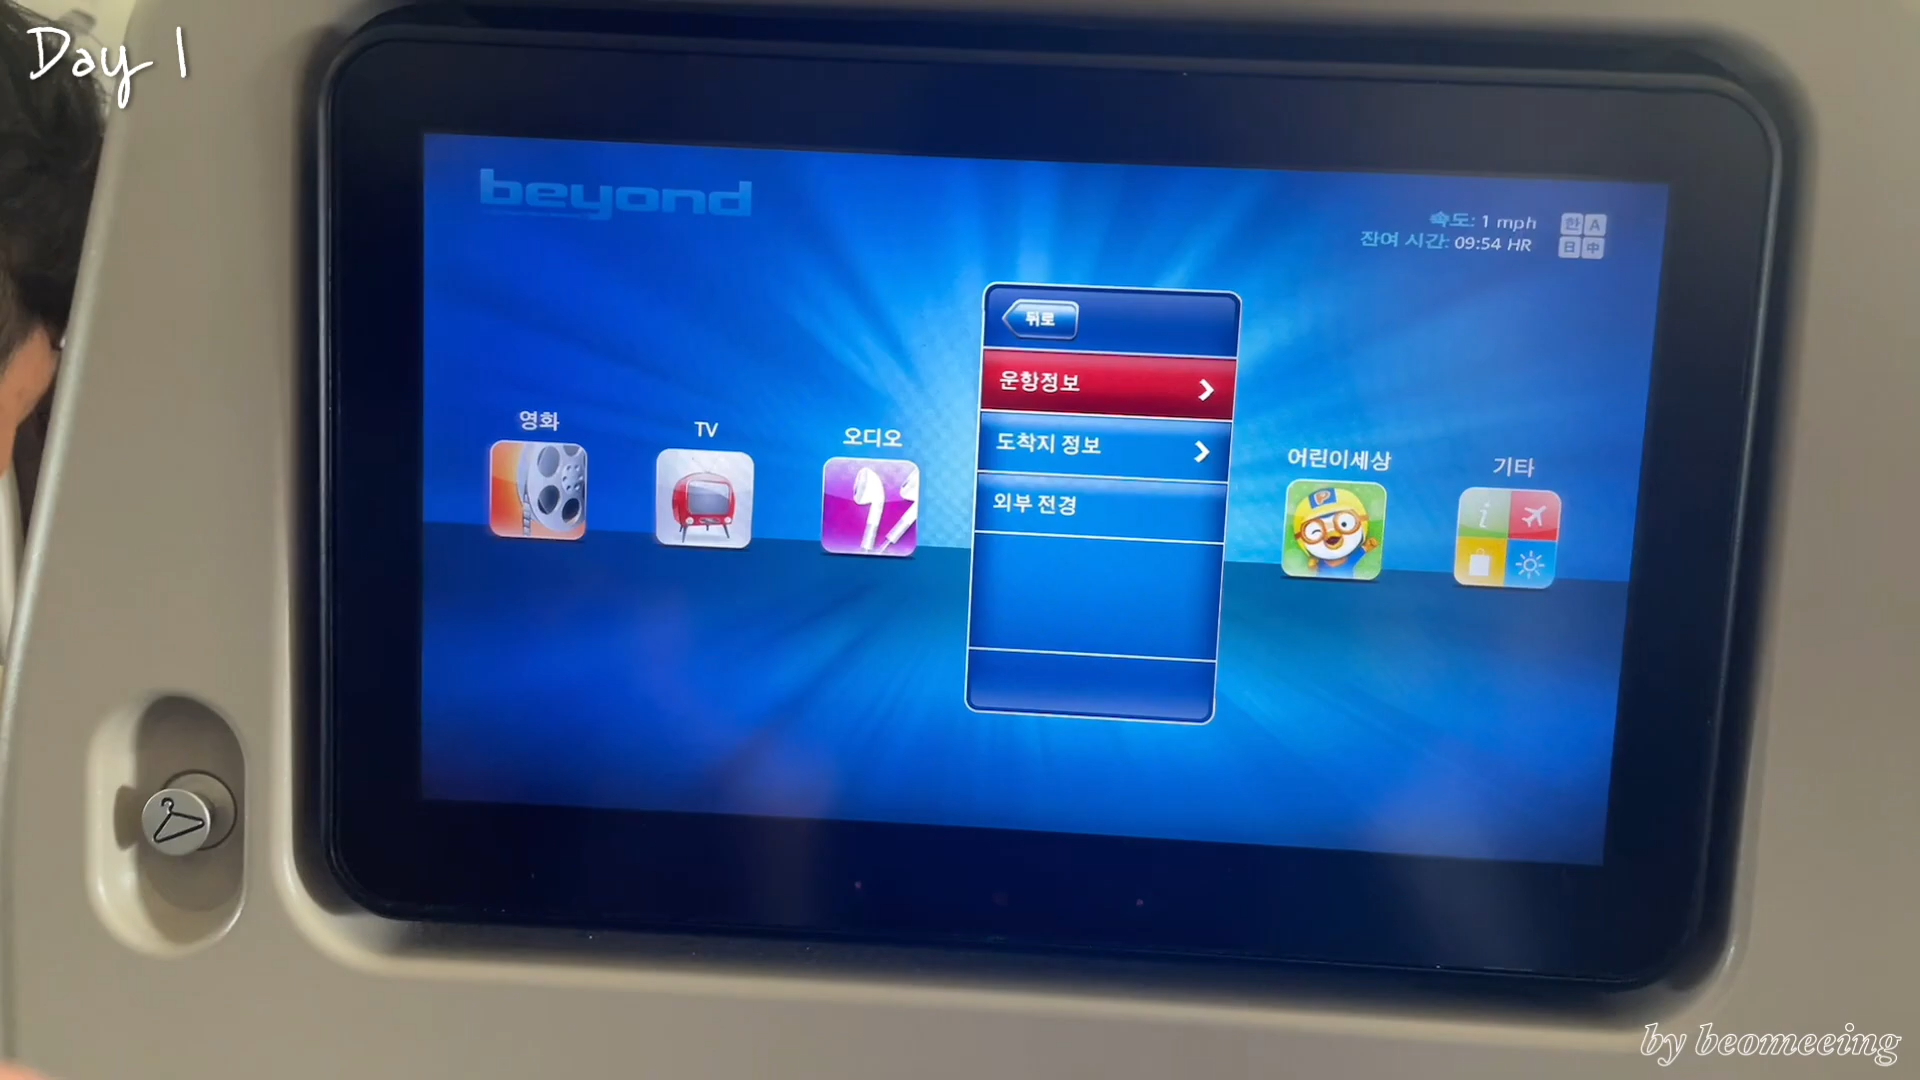 Day 1
beyond
속도: 1 mph
잔여 시간: 09:54 HR
한 A
日 中
뒤로
운항정보
도착지 정보
외부 전경
영화
TV
오디오
어린이세상
기타
by beomeeing